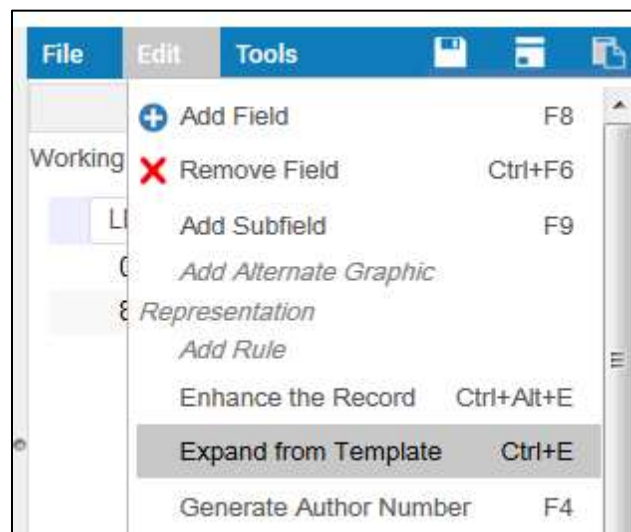 File Edit Tools
Add Field F8
Working
Remove Field Ctrl+F6
Add Subfield F9
Add Alternate Graphic
Representation
Add Rule
Enhance the Record Ctrl+Alt+E
Expand from Template Ctrl+E
Generate Author Number F4